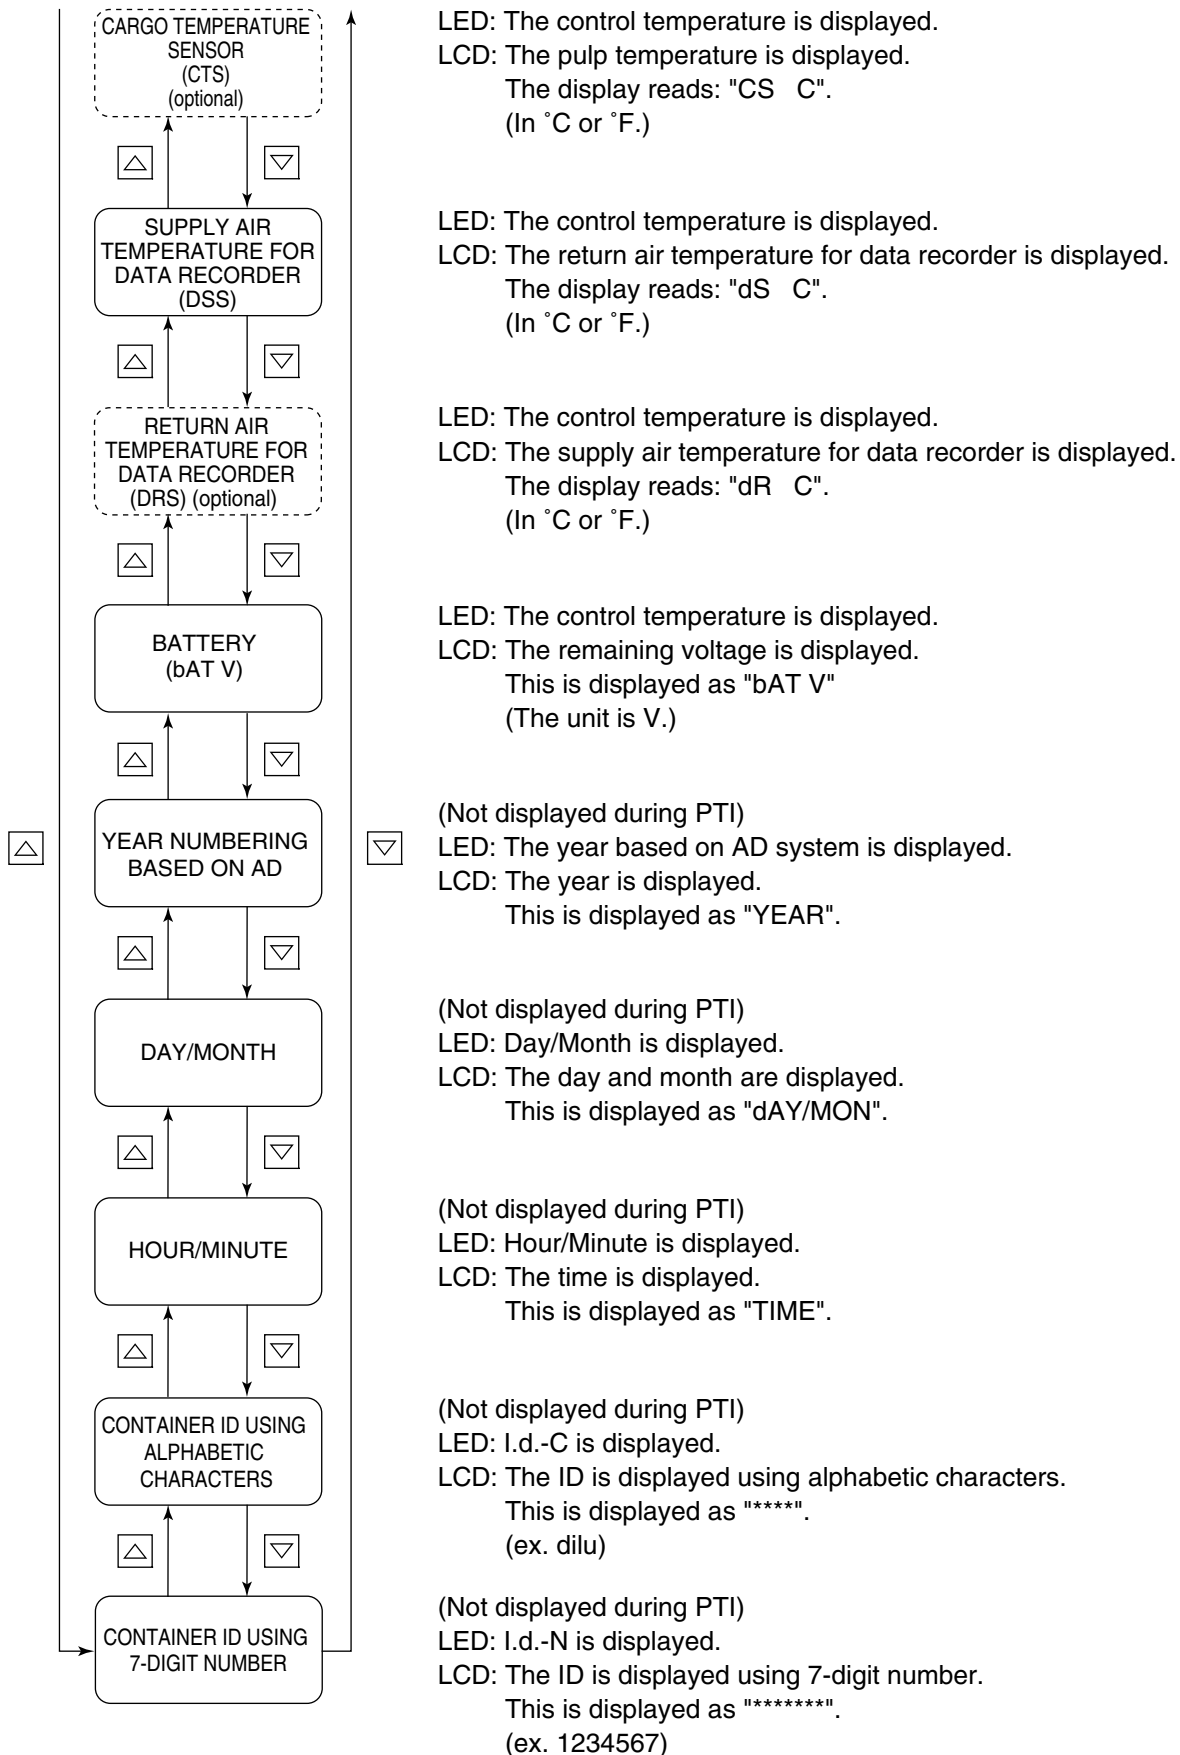 CARGO TEMPERATURE
SENSOR
(CTS)
(optional)
LED: The control temperature is displayed.
LCD: The pulp temperature is displayed.
The display reads: "CS   C".
(In ˚C or ˚F.)
SUPPLY AIR
TEMPERATURE FOR
DATA RECORDER
(DSS)
LED: The control temperature is displayed.
LCD: The return air temperature for data recorder is displayed.
The display reads: "dS   C".
(In ˚C or ˚F.)
RETURN AIR
TEMPERATURE FOR
DATA RECORDER
(DRS) (optional)
LED: The control temperature is displayed.
LCD: The supply air temperature for data recorder is displayed.
The display reads: "dR   C".
(In ˚C or ˚F.)
BATTERY
(bAT V)
LED: The control temperature is displayed.
LCD: The remaining voltage is displayed.
This is displayed as "bAT V"
(The unit is V.)
YEAR NUMBERING
BASED ON AD
(Not displayed during PTI)
LED: The year based on AD system is displayed.
LCD: The year is displayed.
This is displayed as "YEAR".
DAY/MONTH
(Not displayed during PTI)
LED: Day/Month is displayed.
LCD: The day and month are displayed.
This is displayed as "dAY/MON".
HOUR/MINUTE
(Not displayed during PTI)
LED: Hour/Minute is displayed.
LCD: The time is displayed.
This is displayed as "TIME".
CONTAINER ID USING
ALPHABETIC
CHARACTERS
(Not displayed during PTI)
LED: I.d.-C is displayed.
LCD: The ID is displayed using alphabetic characters.
This is displayed as "****".
(ex. dilu)
CONTAINER ID USING
7-DIGIT NUMBER
(Not displayed during PTI)
LED: I.d.-N is displayed.
LCD: The ID is displayed using 7-digit number.
This is displayed as "*******".
(ex. 1234567)